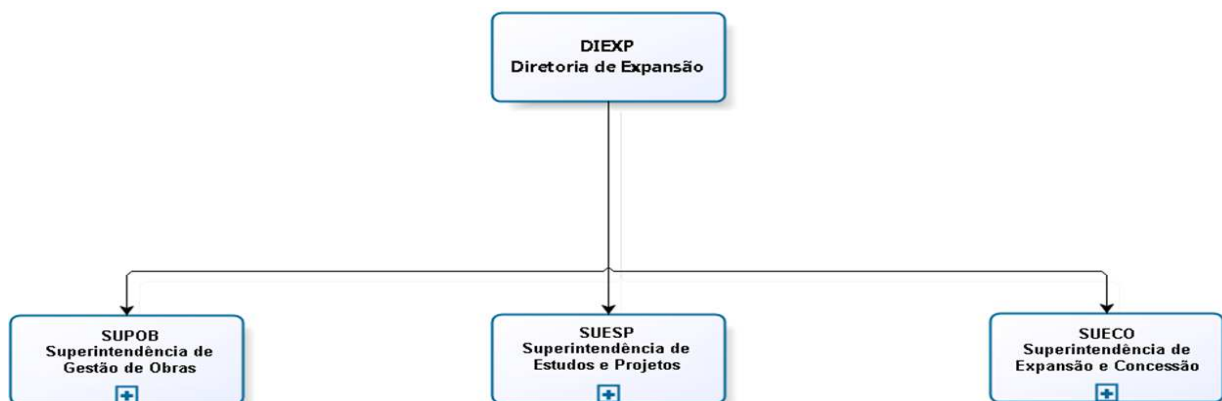 DIEXP
Diretoria de Expansão
SUPOB
Superintendência de
Gestão de Obras
SUESP
Superintendência de
Estudos e Projetos
SUECO
Superintendência de
Expansão e Concessão